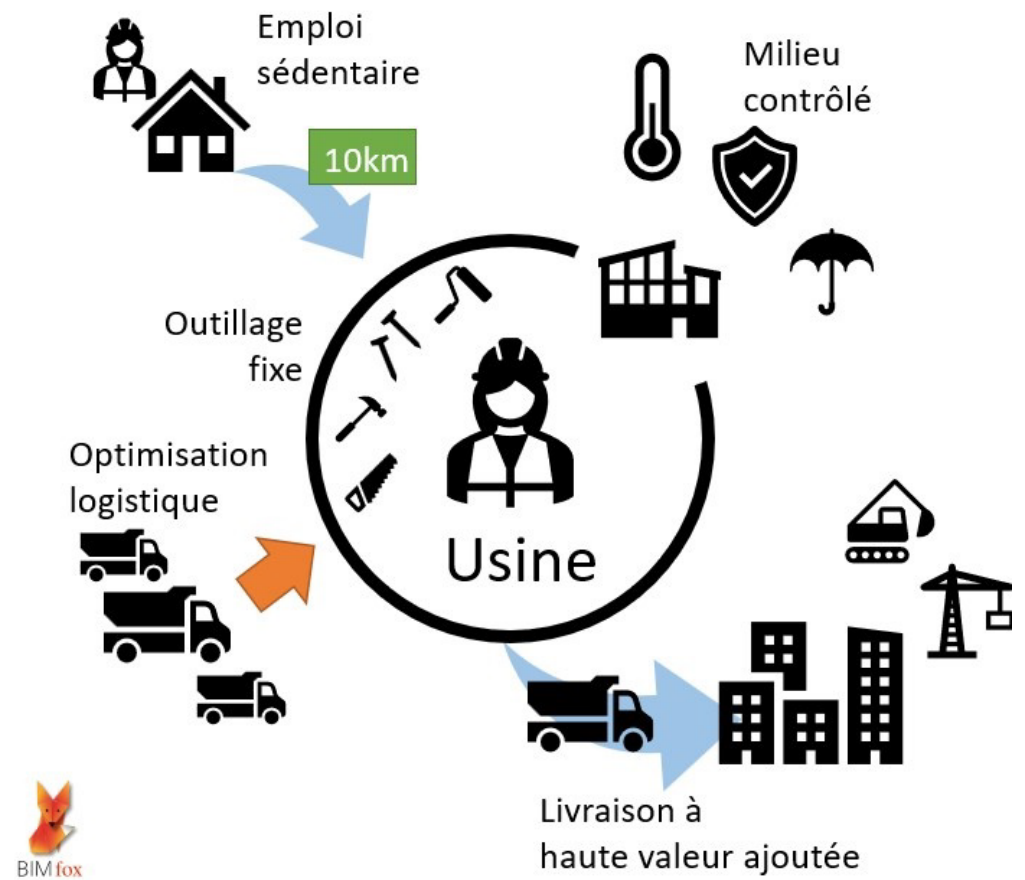 Emploi
sédentaire
10km
Milieu
contrôlé
Outillage
fixe
Optimisation
logistique
Usine
Livraison à
haute valeur ajoutée
BIM fox